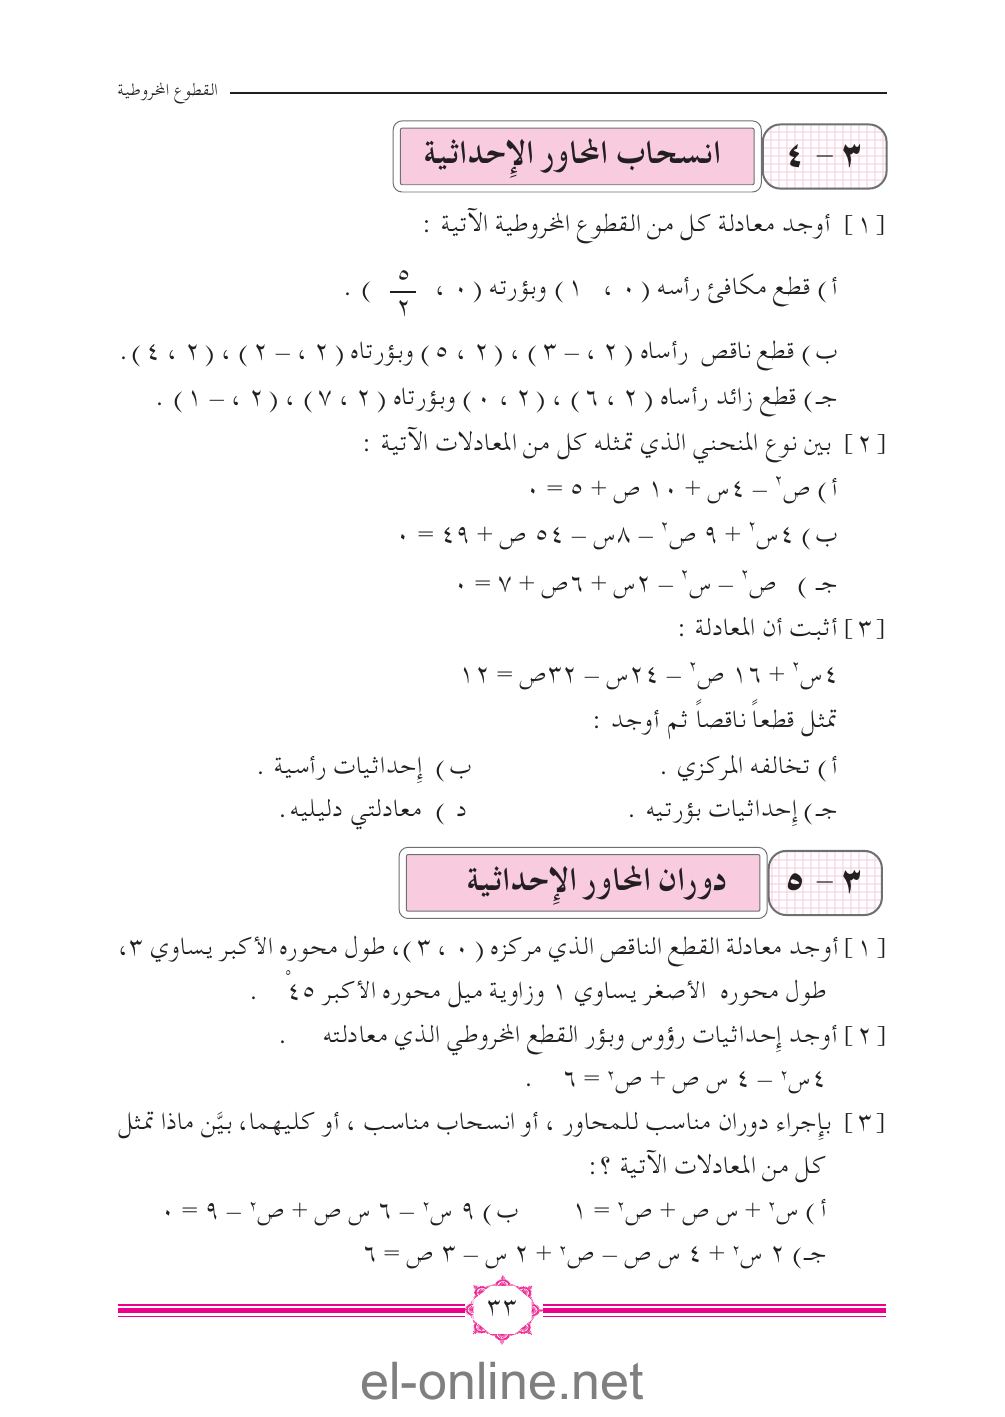 القطوع المخروطية
٣ – ٤ انسحاب المحاور الإحداثية
[ ١ ] أوجد معادلة كل من القطوع المخروطية الآتية :
أ ) قطع مكافئ رأسه ( ٠ ، ١ ) وبؤرته ( ٠ ، ٥/٢ ) .
ب) قطع ناقص رأساه ( ٢ ، – ٣ ) ، ( ٢ ، ٥ ) وبؤرتاه ( ٢ ، – ٢ ) ، ( ٢ ، ٤ ) .
جـ) قطع زائد رأساه ( ٢ ، ٦ ) ، ( ٢ ، ٠ ) وبؤرتاه ( ٢ ، ٧ ) ، ( ٢ ، – ١ ) .
[ ٢ ] بين نوع المنحني الذي تمثله كل من المعادلات الآتية :
أ ) ص٢ – ٤س + ١٠ ص + ٥ = ٠
ب) ٤س٢ + ٩ ص٢ – ٨س – ٥٤ ص + ٤٩ = ٠
جـ ) ص٢ – س٢ – ٢س + ٦ص + ٧ = ٠
[ ٣ ] أثبت أن المعادلة :
٤س٢ + ١٦ ص٢ – ٢٤س – ٣٢ص = ١٢
تمثل قطعاً ناقصاً ثم أوجد :
أ ) تخالفه المركزي . ب ) إحداثيات رأسية .
جـ) إحداثيات بؤرتيه . د ) معادلتي دليليه .
٣ – ٥ دوران المحاور الإحداثية
[ ١ ] أوجد معادلة القطع الناقص الذي مركزه ( ٠ ، ٣ )، طول محوره الأكبر يساوي ٣،
طول محوره الأصغر يساوي ١ وزاوية ميل محوره الأكبر ٤٥ْ .
[ ٢ ] أوجد إحداثيات رؤوس وبؤر القطع المخروطي الذي معادلته .
٤س٢ – ٤ س ص + ص٢ = ٦ .
[ ٣ ] بإجراء دوران مناسب للمحاور ، أو انسحاب مناسب ، أو كليهما، بيَّن ماذا تمثل
كل من المعادلات الآتية ؟:
أ ) س٢ + س ص + ص٢ = ١ ب) ٩ س٢ – ٦ س ص + ص٢ – ٩ = ٠
جـ) ٢ س٢ + ٤ س ص – ص٢ + ٢ س – ٣ ص = ٦
٣٣
el-online.net